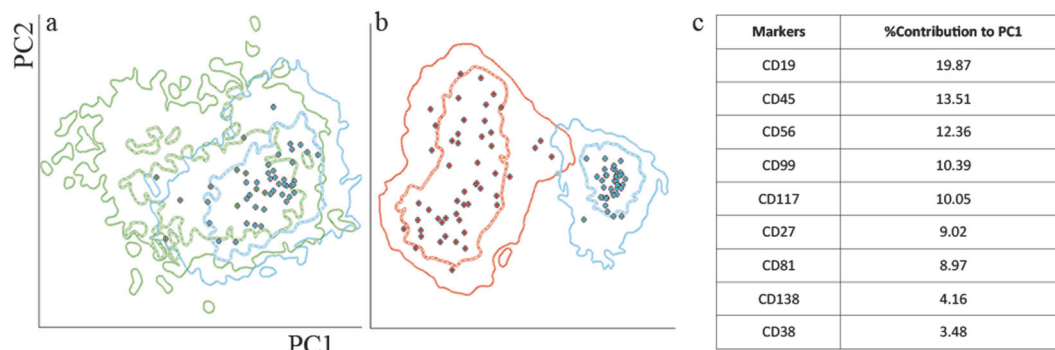 a
b
c
PC2
PC1
Markers %Contribution to PC1
CD19 19.87
CD45 13.51
CD56 12.36
CD99 10.39
CD117 10.05
CD27 9.02
CD81 8.97
CD138 4.16
CD38 3.48